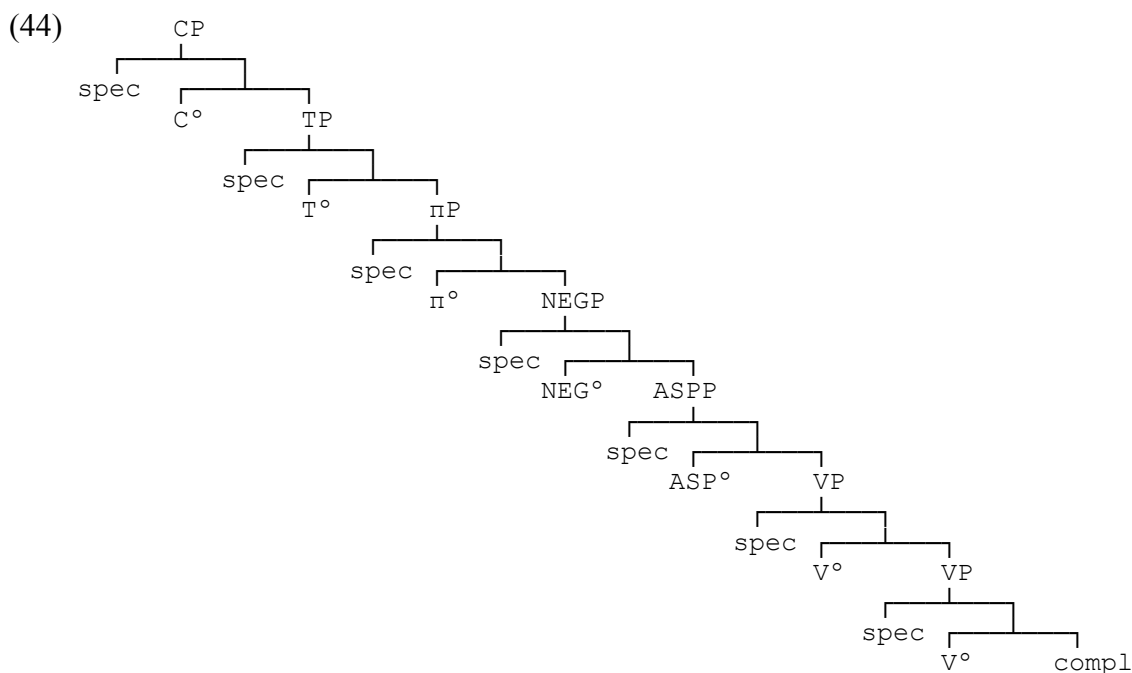 (44) CP
spec
C° TP
spec
T° πP
spec
π° NEGP
spec
NEG° ASPP
spec
ASP° VP
spec
V° VP
spec
V° compl